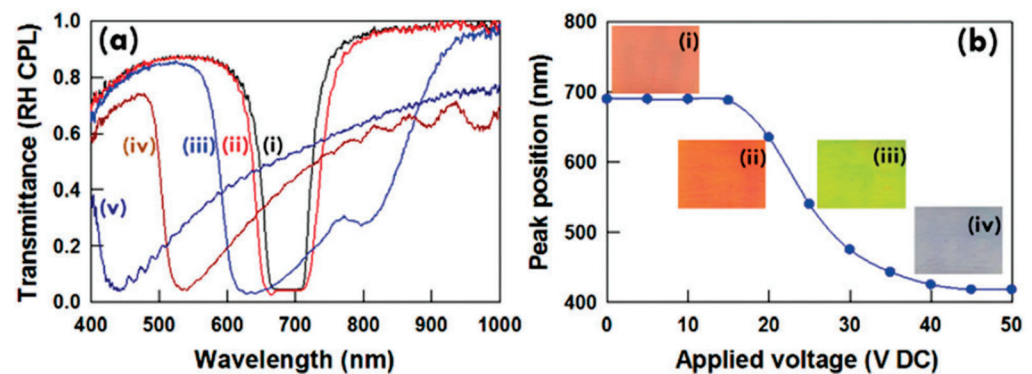 (a)
Transmittance (RH CPL)
1.0
0.8
0.6
0.4
0.2
0.0
(iv)
(iii)
(ii)
(i)
(v)
400 500 600 700 800 900 1000
Wavelength (nm)
(b)
Peak position (nm)
800
700
600
500
400
(i)
(ii)
(iii)
(iv)
0 10 20 30 40 50
Applied voltage (V DC)